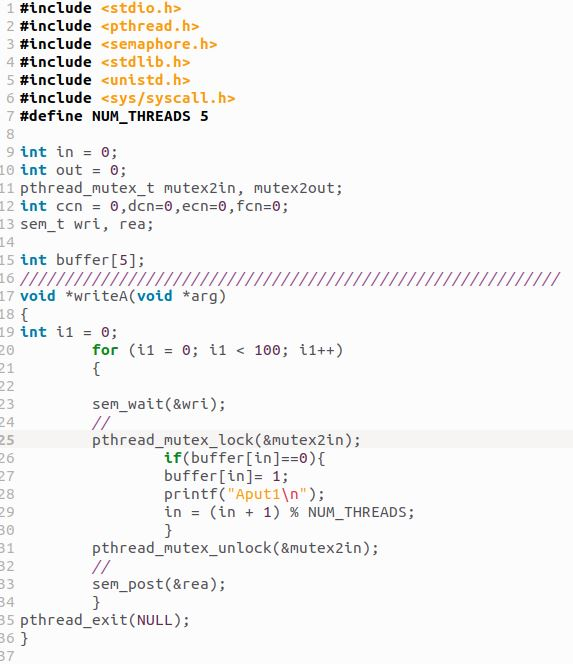 1 #include <stdio.h>
2 #include <pthread.h>
3 #include <semaphore.h>
4 #include <stdlib.h>
5 #include <unistd.h>
6 #include <sys/syscall.h>
7 #define NUM_THREADS 5
8
9 int in = 0;
10 int out = 0;
11 pthread_mutex_t mutex2in, mutex2out;
12 int ccn = 0,dcn=0,ecn=0,fcn=0;
13 sem_t wri, rea;
14
15 int buffer[5];
16 ////////////////////////////////////////////////////////////
17 void *writeA(void *arg)
18 {
19 int i1 = 0;
20         for (i1 = 0; i1 < 100; i1++)
21         {
22
23         sem_wait(&wri);
24         //
25         pthread_mutex_lock(&mutex2in);
26                 if(buffer[in]==0){
27                 buffer[in]= 1;
28                 printf("Aput1\n");
29                 in = (in + 1) % NUM_THREADS;
30                 }
31         pthread_mutex_unlock(&mutex2in);
32         //
33         sem_post(&rea);
34         }
35 pthread_exit(NULL);
36 }
37